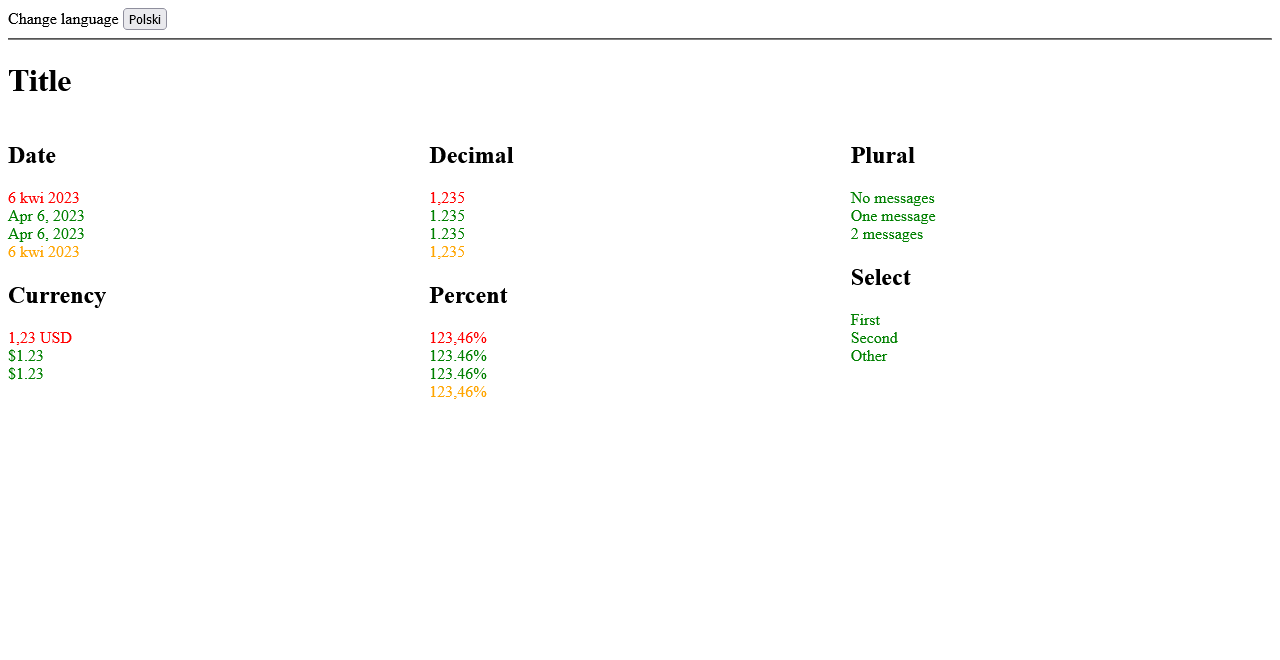 Change language Polski
Title
Date
6 kwi 2023
Apr 6, 2023
Apr 6, 2023
6 kwi 2023
Currency
1,23 USD
$1.23
$1.23
Decimal
1,235
1.235
1.235
1,235
Percent
123,46%
123.46%
123.46%
123,46%
Plural
No messages
One message
2 messages
Select
First
Second
Other